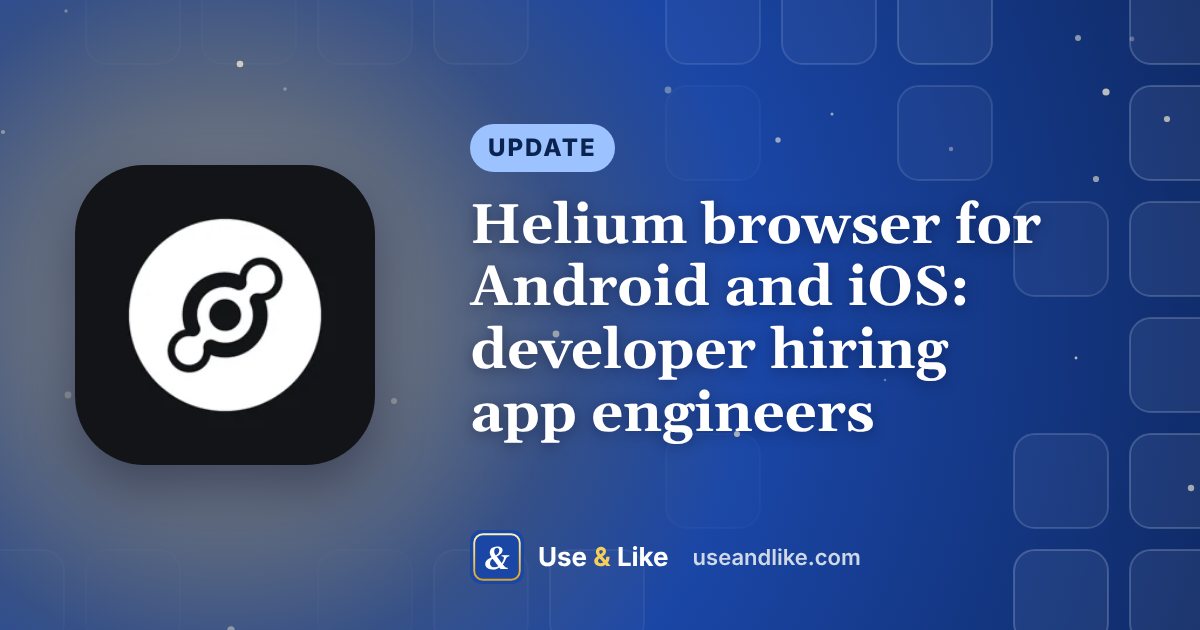 UPDATE
Helium browser for
Android and iOS:
developer hiring
app engineers
& Use & Like useandlike.com